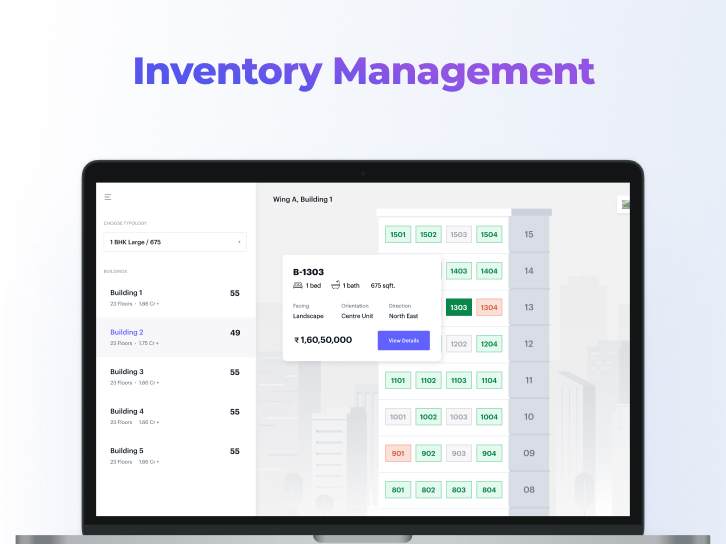 Inventory Management
CHOOSE TYPOLOGY
1 BHK Large / 675
BUILDINGS
Building 1 55
23 Floors • 1.66 Cr +
Building 2 49
23 Floors • 1.75 Cr +
Building 3 55
23 Floors • 1.66 Cr +
Building 4 55
23 Floors • 1.66 Cr +
Building 5 55
23 Floors • 1.66 Cr +
Wing A, Building 1
1501 1502 1503 1504 15
1403 1404 14
1303 1304 13
1202 1204 12
1101 1102 1103 1104 11
1001 1002 1003 1004 10
901 902 903 904 09
801 802 803 804 08
B-1303
1 bed 1 bath 675 sqft.
Facing Orientation Direction
Landscape Centre Unit North East
₹ 1,60,50,000 View Details